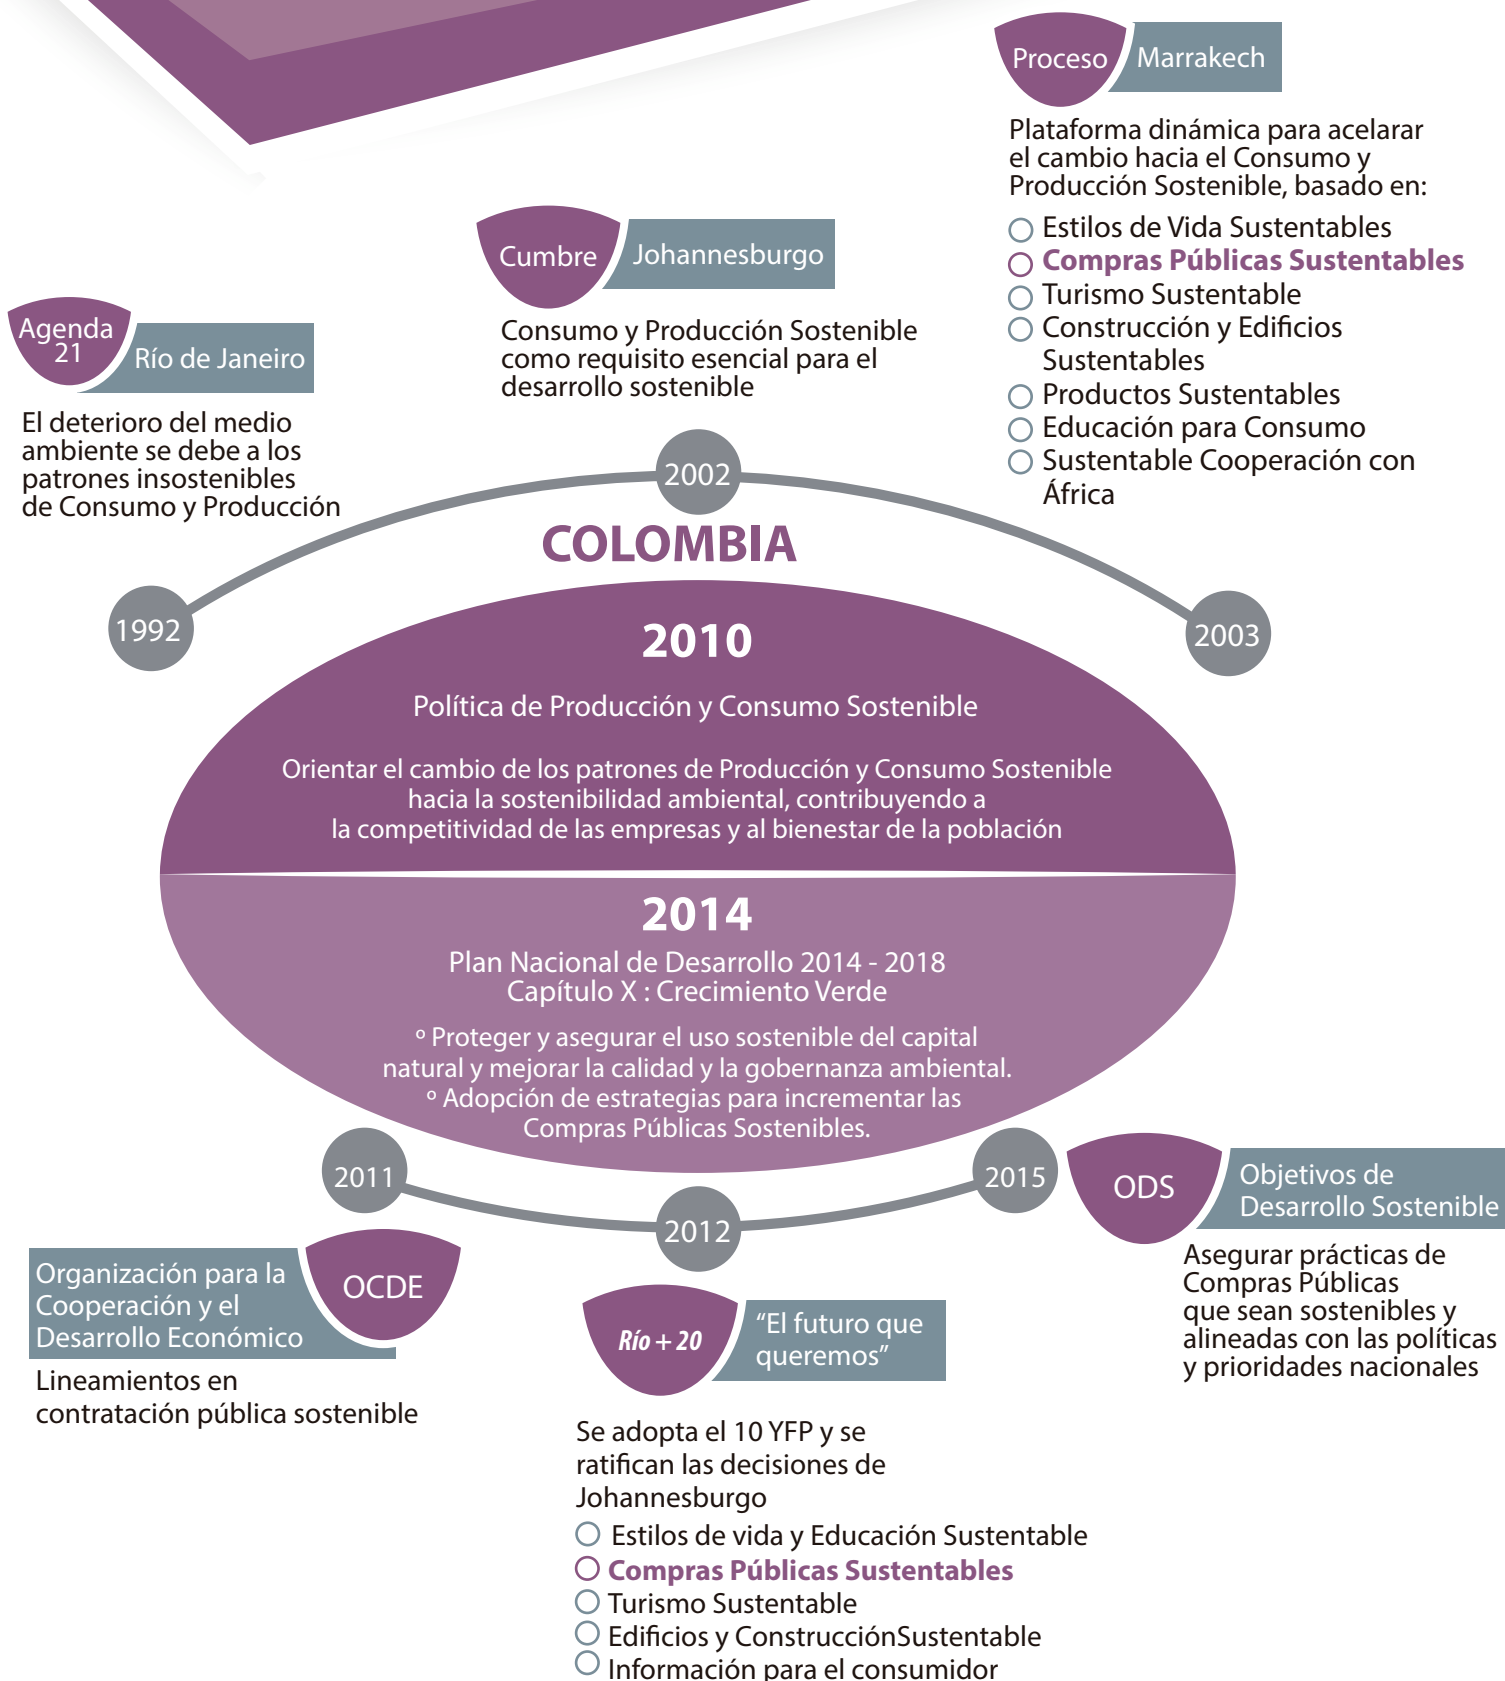 Proceso Marrakech
Plataforma dinámica para acelarar
el cambio hacia el Consumo y
Producción Sostenible, basado en:
Estilos de Vida Sustentables
Compras Públicas Sustentables
Turismo Sustentable
Construcción y Edificios
Sustentables
Productos Sustentables
Educación para Consumo
Sustentable Cooperación con
África
Cumbre Johannesburgo
Consumo y Producción Sostenible
como requisito esencial para el
desarrollo sostenible
Agenda
21
Río de Janeiro
El deterioro del medio
ambiente se debe a los
patrones insostenibles
de Consumo y Producción
2002
1992
2003
COLOMBIA
2010
Política de Producción y Consumo Sostenible
Orientar el cambio de los patrones de Producción y Consumo Sostenible
hacia la sostenibilidad ambiental, contribuyendo a
la competitividad de las empresas y al bienestar de la población
2014
Plan Nacional de Desarrollo 2014 - 2018
Capítulo X : Crecimiento Verde
º Proteger y asegurar el uso sostenible del capital
natural y mejorar la calidad y la gobernanza ambiental.
º Adopción de estrategias para incrementar las
Compras Públicas Sostenibles.
2011
2012
2015
Organización para la
Cooperación y el
Desarrollo Económico
OCDE
Lineamientos en
contratación pública sostenible
Río + 20
"El futuro que
queremos"
Se adopta el 10 YFP y se
ratifican las decisiones de
Johannesburgo
Estilos de vida y Educación Sustentable
Compras Públicas Sustentables
Turismo Sustentable
Edificios y ConstrucciónSustentable
Información para el consumidor
ODS
Objetivos de
Desarrollo Sostenible
Asegurar prácticas de
Compras Públicas
que sean sostenibles y
alineadas con las políticas
y prioridades nacionales